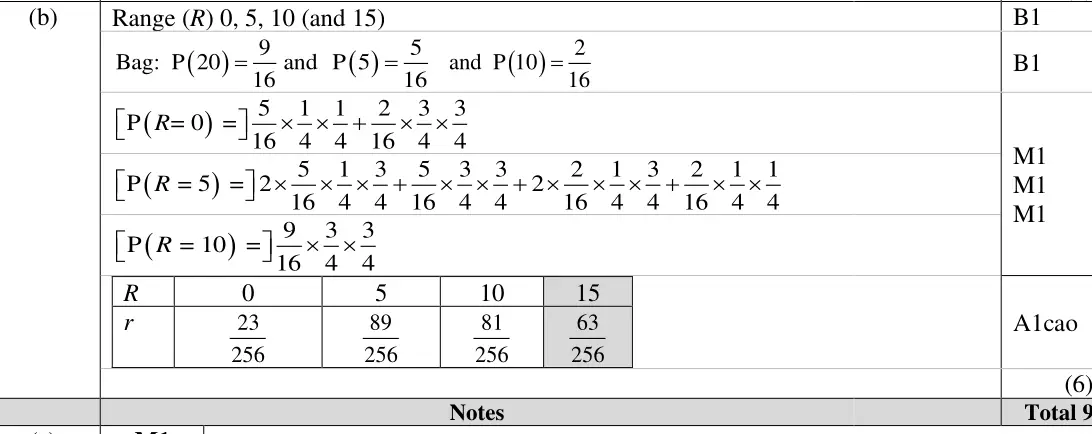 (b) Range (R) 0, 5, 10 (and 15) B1
Bag: P(20) = 9/16 and P(5) = 5/16 and P(10) = 2/16 B1
[P(R= 0) =] 5/16 × 1/4 × 1/4 + 2/16 × 3/4 × 3/4
[P(R = 5) =] 2 × 5/16 × 1/4 × 3/4 + 5/16 × 3/4 × 3/4 + 2 × 2/16 × 1/4 × 3/4 + 2/16 × 1/4 × 1/4
M1
M1
M1
[P(R = 10) =] 9/16 × 3/4 × 3/4
R 0 5 10 15
r 23/256 89/256 81/256 63/256 A1cao
(6)
Notes Total 9